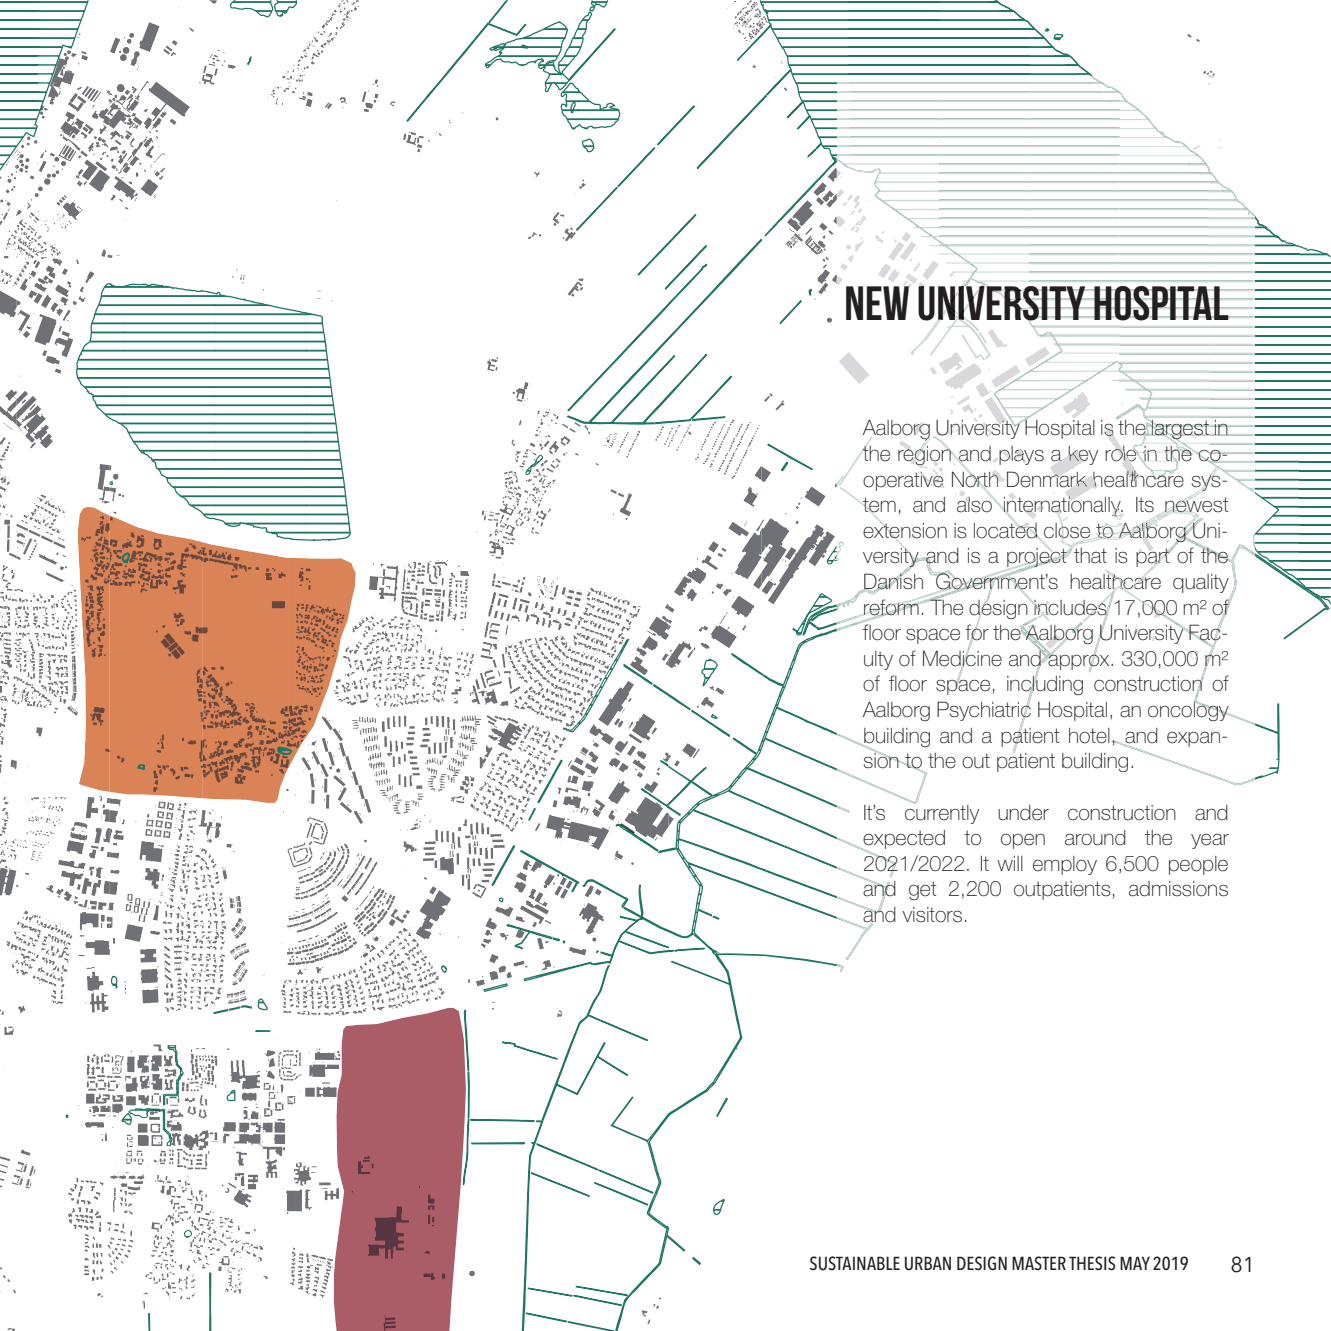 NEW UNIVERSITY HOSPITAL
Aalborg University Hospital is the largest in
the region and plays a key role in the co-
operative North Denmark healthcare sys-
tem, and also internationally. Its newest
extension is located close to Aalborg Uni-
versity and is a project that is part of the
Danish Government's healthcare quality
reform. The design includes 17,000 m² of
floor space for the Aalborg University Fac-
ulty of Medicine and approx. 330,000 m²
of floor space, including construction of
Aalborg Psychiatric Hospital, an oncology
building and a patient hotel, and expan-
sion to the out patient building.
It's currently under construction and
expected to open around the year
2021/2022. It will employ 6,500 people
and get 2,200 outpatients, admissions
and visitors.
SUSTAINABLE URBAN DESIGN MASTER THESIS MAY 2019 81